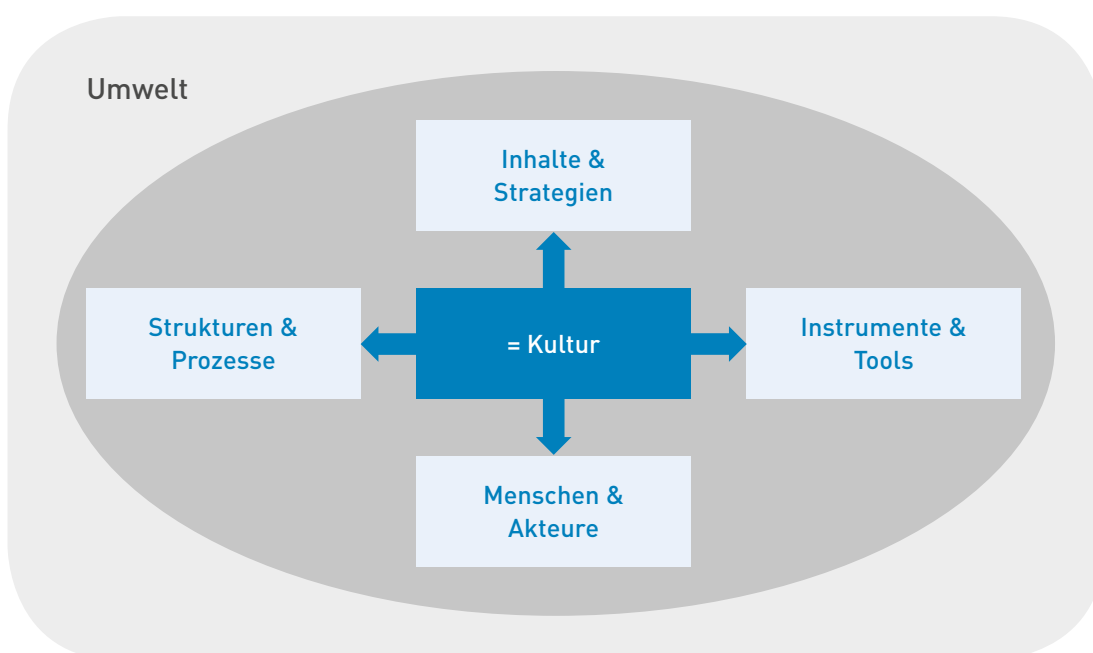 Umwelt
Inhalte &
Strategien
Strukturen &
Prozesse
= Kultur
Instrumente &
Tools
Menschen &
Akteure